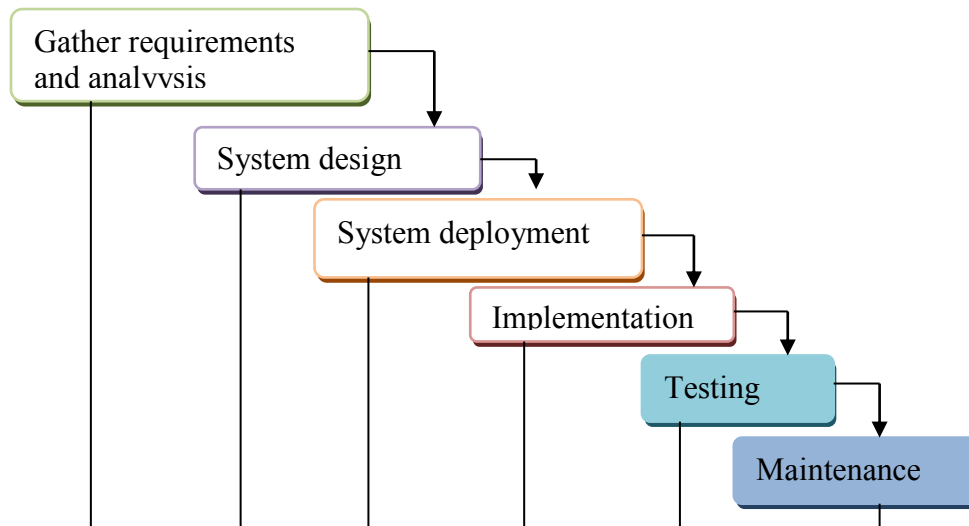 Gather requirements
and analvvsis
System design
System deployment
Implementation
Testing
Maintenance